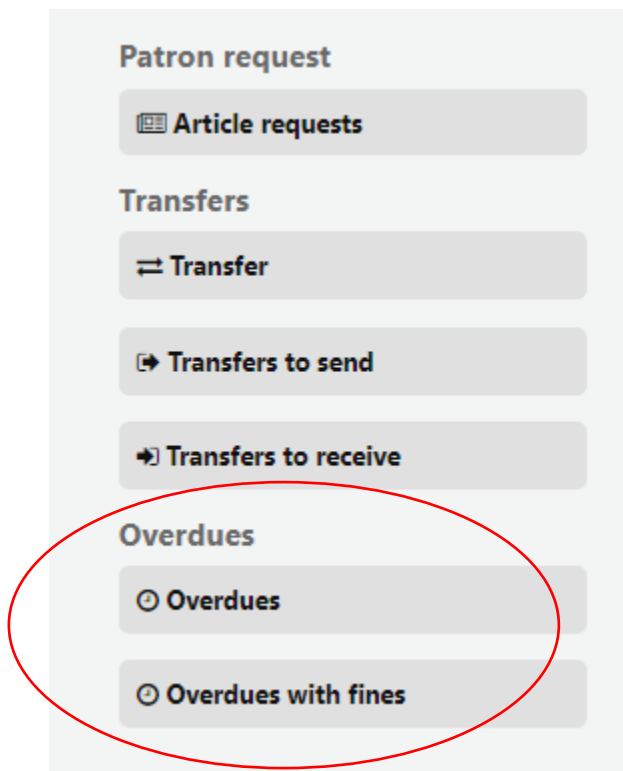 Patron request
Article requests
Transfers
Transfer
Transfers to send
Transfers to receive
Overdues
Overdues
Overdues with fines